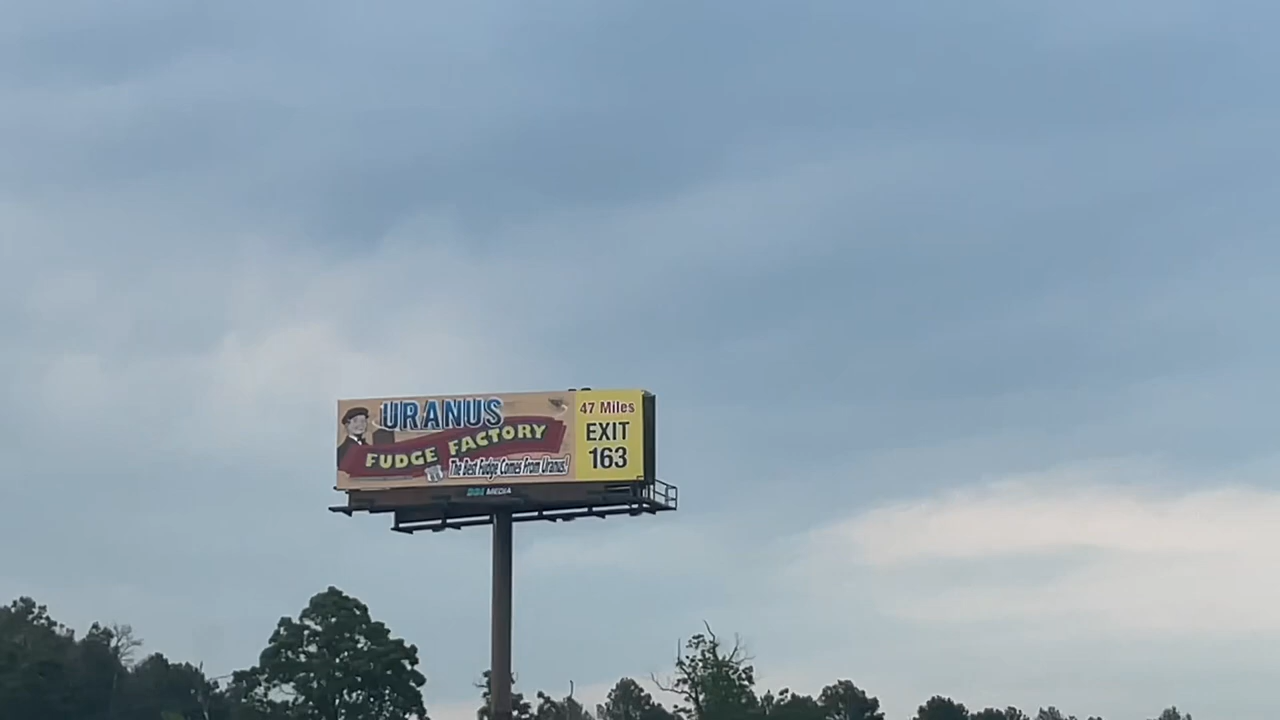 URANUS
FUDGE FACTORY
The Best Fudge Comes From Uranus!
47 Miles
EXIT
163
MEDIA